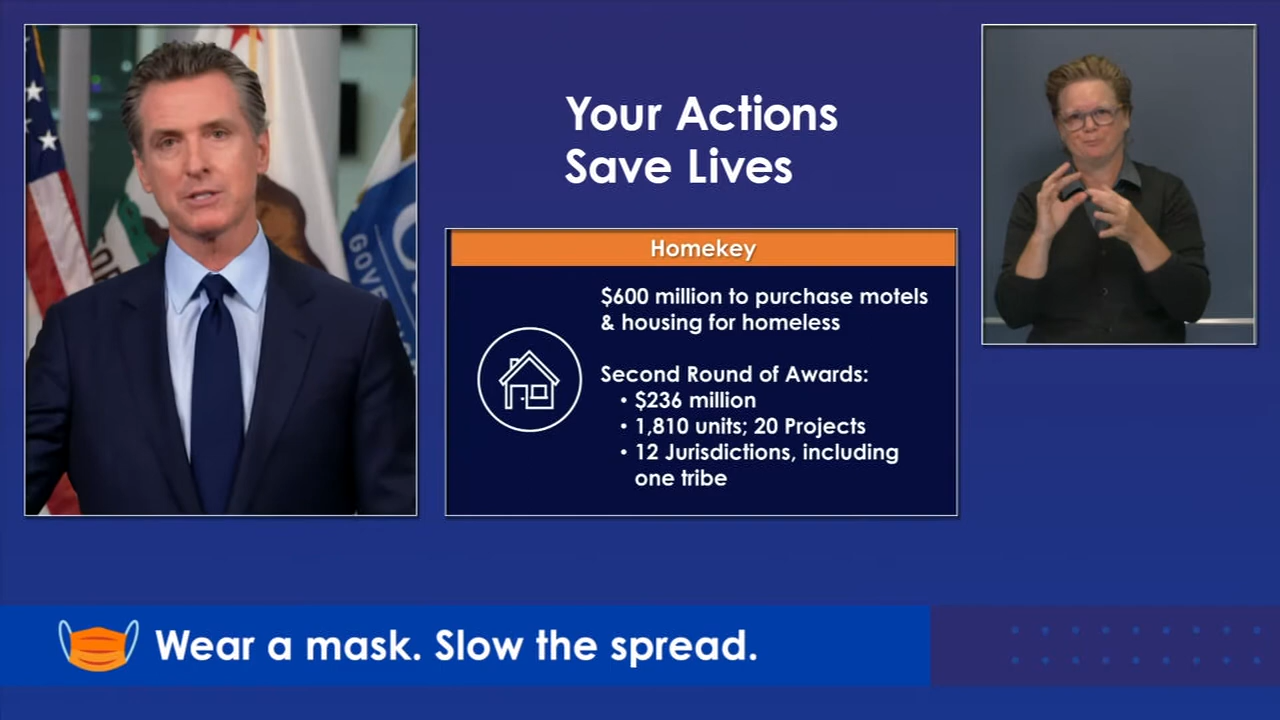 Your Actions
Save Lives
Homekey
$600 million to purchase motels
& housing for homeless
Second Round of Awards:
• $236 million
• 1,810 units; 20 Projects
• 12 Jurisdictions, including
one tribe
Wear a mask. Slow the spread.